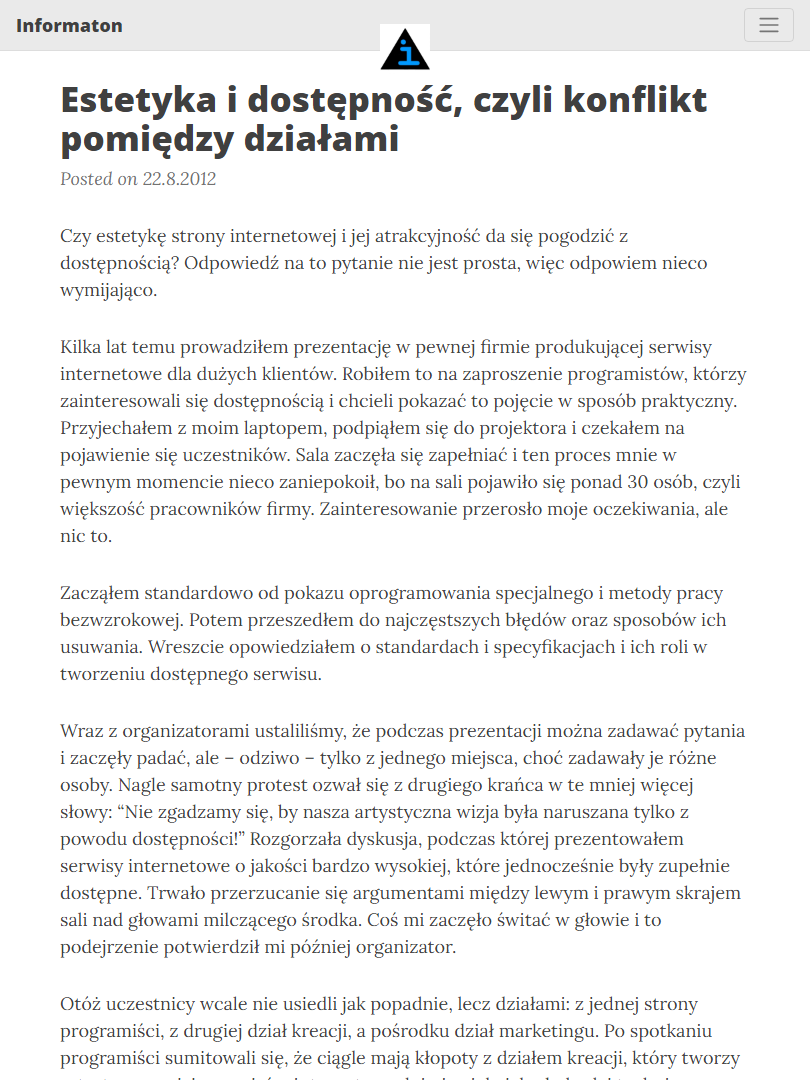 Informaton
i
Estetyka i dostępność, czyli konflikt
pomiędzy działami
Posted on 22.8.2012
Czy estetykę strony internetowej i jej atrakcyjność da się pogodzić z
dostępnością? Odpowiedź na to pytanie nie jest prosta, więc odpowiem nieco
wymijająco.
Kilka lat temu prowadziłem prezentację w pewnej firmie produkującej serwisy
internetowe dla dużych klientów. Robiłem to na zaproszenie programistów, którzy
zainteresowali się dostępnością i chcieli pokazać to pojęcie w sposób praktyczny.
Przyjechałem z moim laptopem, podpiąłem się do projektora i czekałem na
pojawienie się uczestników. Sala zaczęła się zapełniać i ten proces mnie w
pewnym momencie nieco zaniepokoił, bo na sali pojawiło się ponad 30 osób, czyli
większość pracowników firmy. Zainteresowanie przerosło moje oczekiwania, ale
nic to.
Zacząłem standardowo od pokazu oprogramowania specjalnego i metody pracy
bezwzrokowej. Potem przeszedłem do najczęstszych błędów oraz sposobów ich
usuwania. Wreszcie opowiedziałem o standardach i specyfikacjach i ich roli w
tworzeniu dostępnego serwisu.
Wraz z organizatorami ustaliliśmy, że podczas prezentacji można zadawać pytania
i zaczęły padać, ale – odziwo – tylko z jednego miejsca, choć zadawały je różne
osoby. Nagle samotny protest ozwał się z drugiego krańca w te mniej więcej
słowy: “Nie zgadzamy się, by nasza artystyczna wizja była naruszana tylko z
powodu dostępności!” Rozgorzała dyskusja, podczas której prezentowałem
serwisy internetowe o jakości bardzo wysokiej, które jednocześnie były zupełnie
dostępne. Trwało przerzucanie się argumentami między lewym i prawym skrajem
sali nad głowami milczącego środka. Coś mi zaczęło świtać w głowie i to
podejrzenie potwierdził mi później organizator.
Otóż uczestnicy wcale nie usiedli jak popadnie, lecz działami: z jednej strony
programiści, z drugiej dział kreacji, a pośrodku dział marketingu. Po spotkaniu
programiści sumitowali się, że ciągle mają kłopoty z działem kreacji, który tworzy